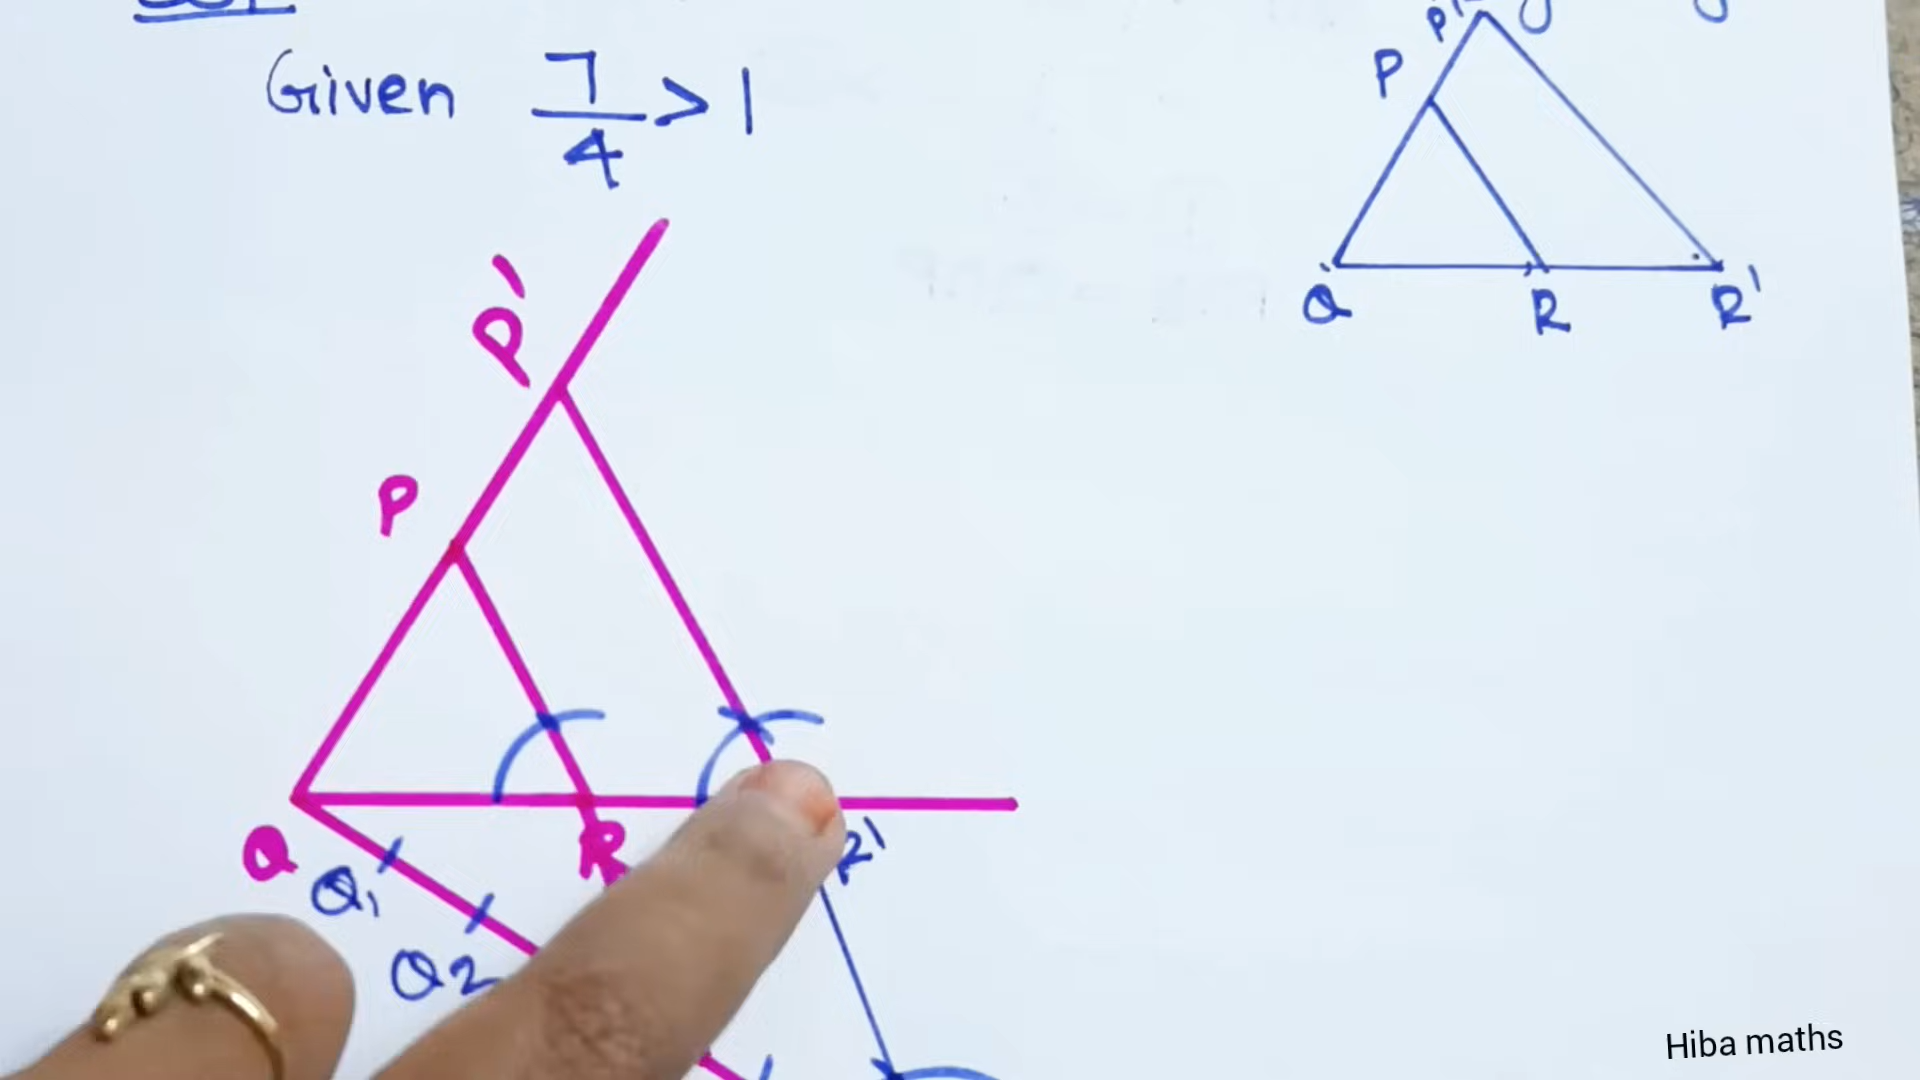 Given 7/4 > 1
P'
P
Q R R'
P'
P
Q R R'
Q1
Q2
Hiba maths